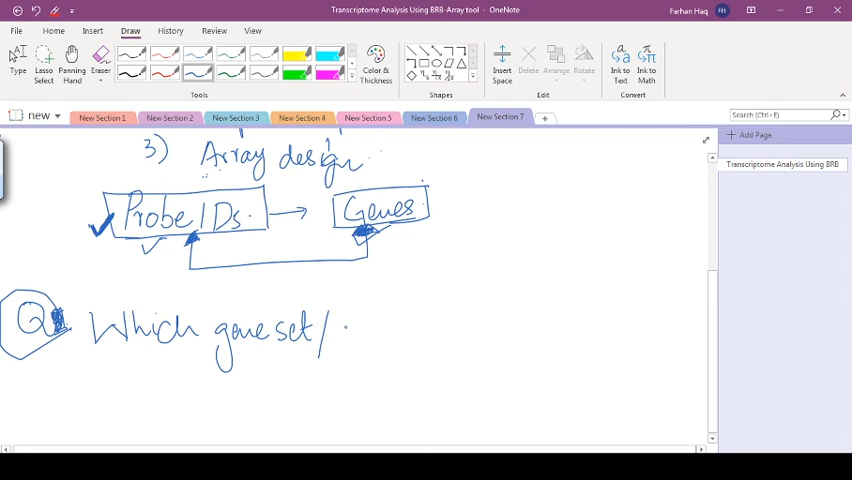 Transcriptome Analysis Using BRB-Array tool - OneNote
Farhan Haq FH
File Home Insert Draw History Review View
Type Lasso Select Panning Hand Eraser Color & Thickness Insert Space Delete Arrange Rotate Ink to Text Ink to Math
Tools Shapes Edit Convert
new New Section 1 New Section 2 New Section 3 New Section 4 New Section 5 New Section 6 New Section 7 Search (Ctrl+E)
Add Page
Transcriptome Analysis Using BRB
3) Array design
Probe IDs. → Genes
Q Which gene set /